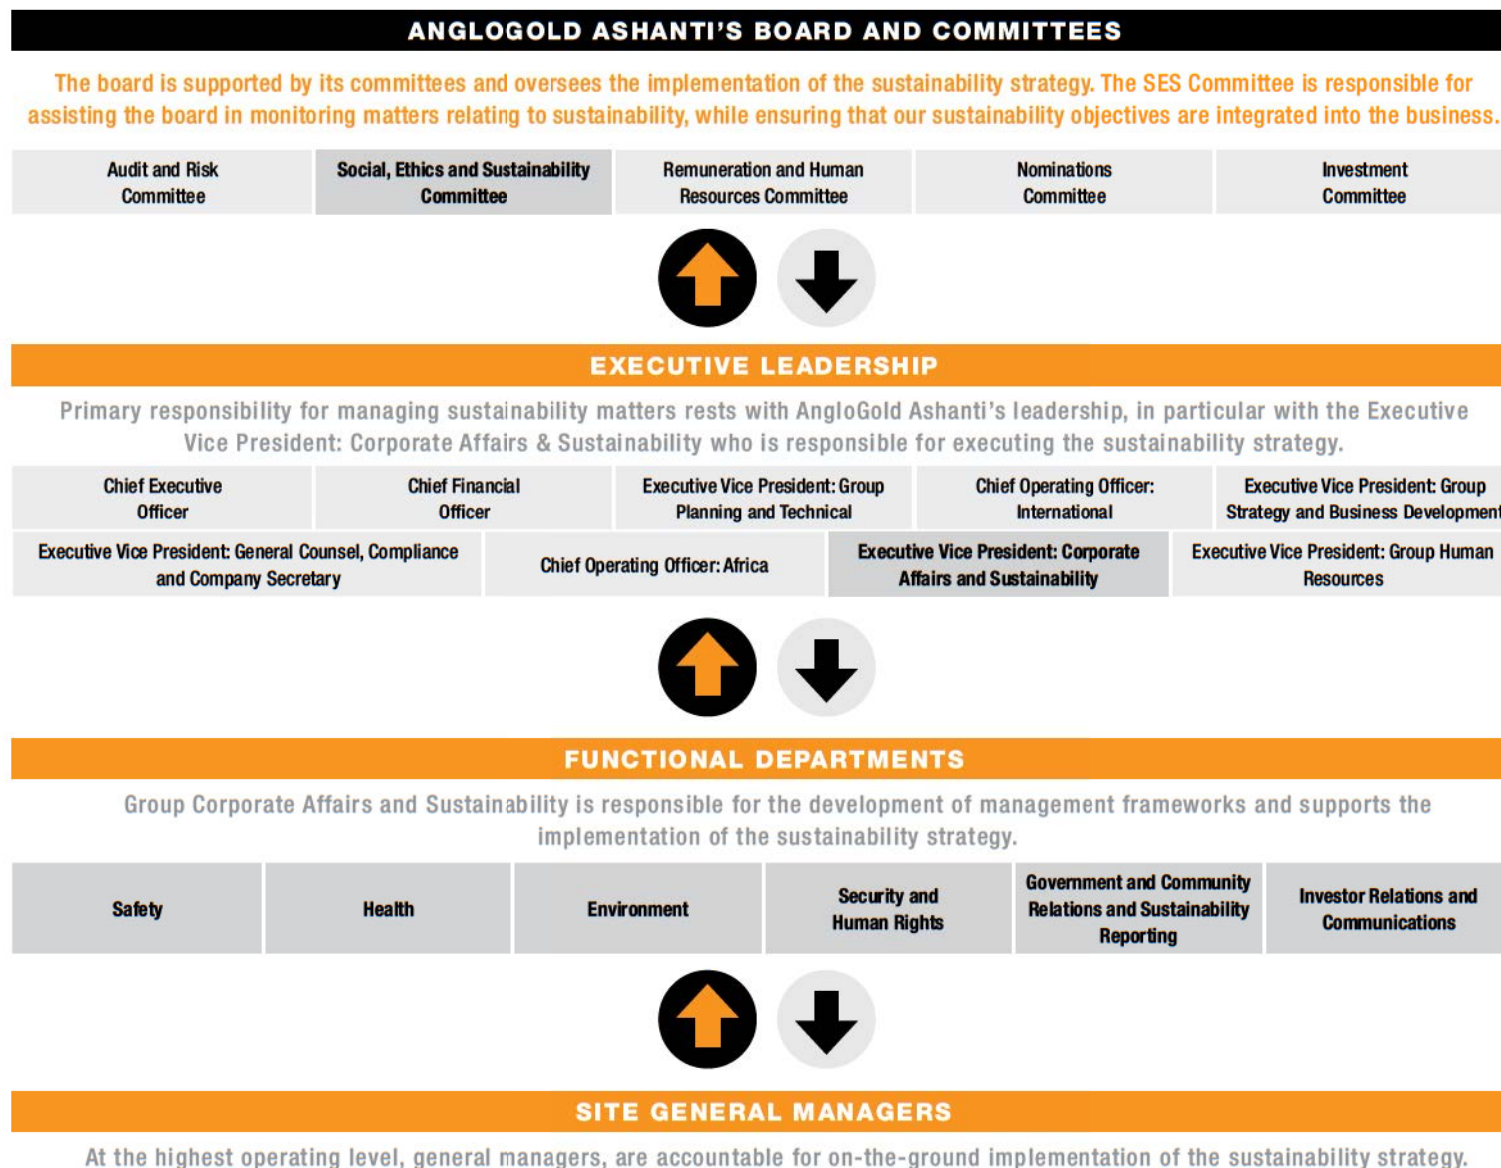 ANGLOGOLD ASHANTI’S BOARD AND COMMITTEES
The board is supported by its committees and oversees the implementation of the sustainability strategy. The SES Committee is responsible for
assisting the board in monitoring matters relating to sustainability, while ensuring that our sustainability objectives are integrated into the business.
Audit and Risk
Committee
Social, Ethics and Sustainability
Committee
Remuneration and Human
Resources Committee
Nominations
Committee
Investment
Committee
EXECUTIVE LEADERSHIP
Primary responsibility for managing sustainability matters rests with AngloGold Ashanti’s leadership, in particular with the Executive
Vice President: Corporate Affairs & Sustainability who is responsible for executing the sustainability strategy.
Chief Executive
Officer
Chief Financial
Officer
Executive Vice President: Group
Planning and Technical
Chief Operating Officer:
International
Executive Vice President: Group
Strategy and Business Development
Executive Vice President: General Counsel, Compliance
and Company Secretary
Chief Operating Officer: Africa
Executive Vice President: Corporate
Affairs and Sustainability
Executive Vice President: Group Human
Resources
FUNCTIONAL DEPARTMENTS
Group Corporate Affairs and Sustainability is responsible for the development of management frameworks and supports the
implementation of the sustainability strategy.
Safety
Health
Environment
Security and
Human Rights
Government and Community
Relations and Sustainability
Reporting
Investor Relations and
Communications
SITE GENERAL MANAGERS
At the highest operating level, general managers, are accountable for on-the-ground implementation of the sustainability strategy.